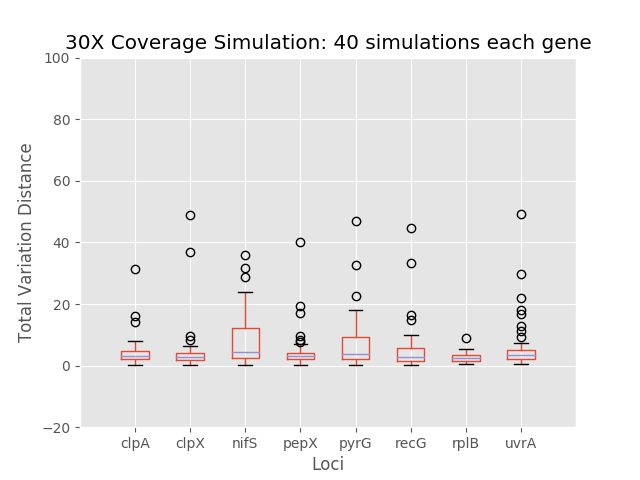 30X Coverage Simulation: 40 simulations each gene
100
80
60
40
20
0
−20
Total Variation Distance
clpA clpX nifS pepX pyrG recG rplB uvrA
Loci